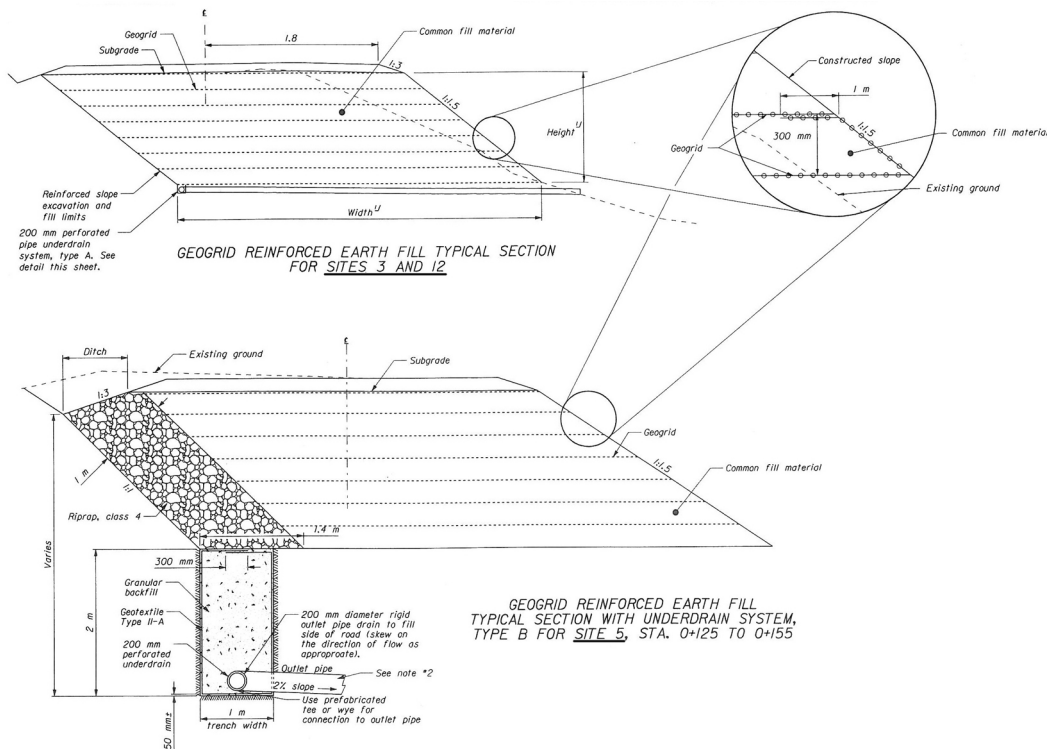 ℄
1.8
Geogrid
Subgrade
Common fill material
1:3
1:1.5
Height 1/
Reinforced slope
excavation and
fill limits
Width 1/
200 mm perforated
pipe underdrain
system, type A. See
detail this sheet.
GEOGRID REINFORCED EARTH FILL TYPICAL SECTION
FOR SITES 3 AND 12
Constructed slope
1 m
1:1.5
300 mm
Common fill material
Geogrid
Existing ground
Ditch
Existing ground
℄
Subgrade
1:3
Geogrid
1:1.5
Common fill material
1 m
1:1
Riprap, class 4
1.4 m
Varies
300 mm
2 m
Granular
backfill
Geotextile
Type II-A
200 mm
perforated
underdrain
200 mm diameter rigid
outlet pipe drain to fill
side of road (skew on
the direction of flow as
approproate).
Outlet pipe
See note *2
2% slope
Use prefabricated
tee or wye for
connection to outlet pipe
1 m
trench width
50 mm±
GEOGRID REINFORCED EARTH FILL
TYPICAL SECTION WITH UNDERDRAIN SYSTEM,
TYPE B FOR SITE 5, STA. 0+125 TO 0+155